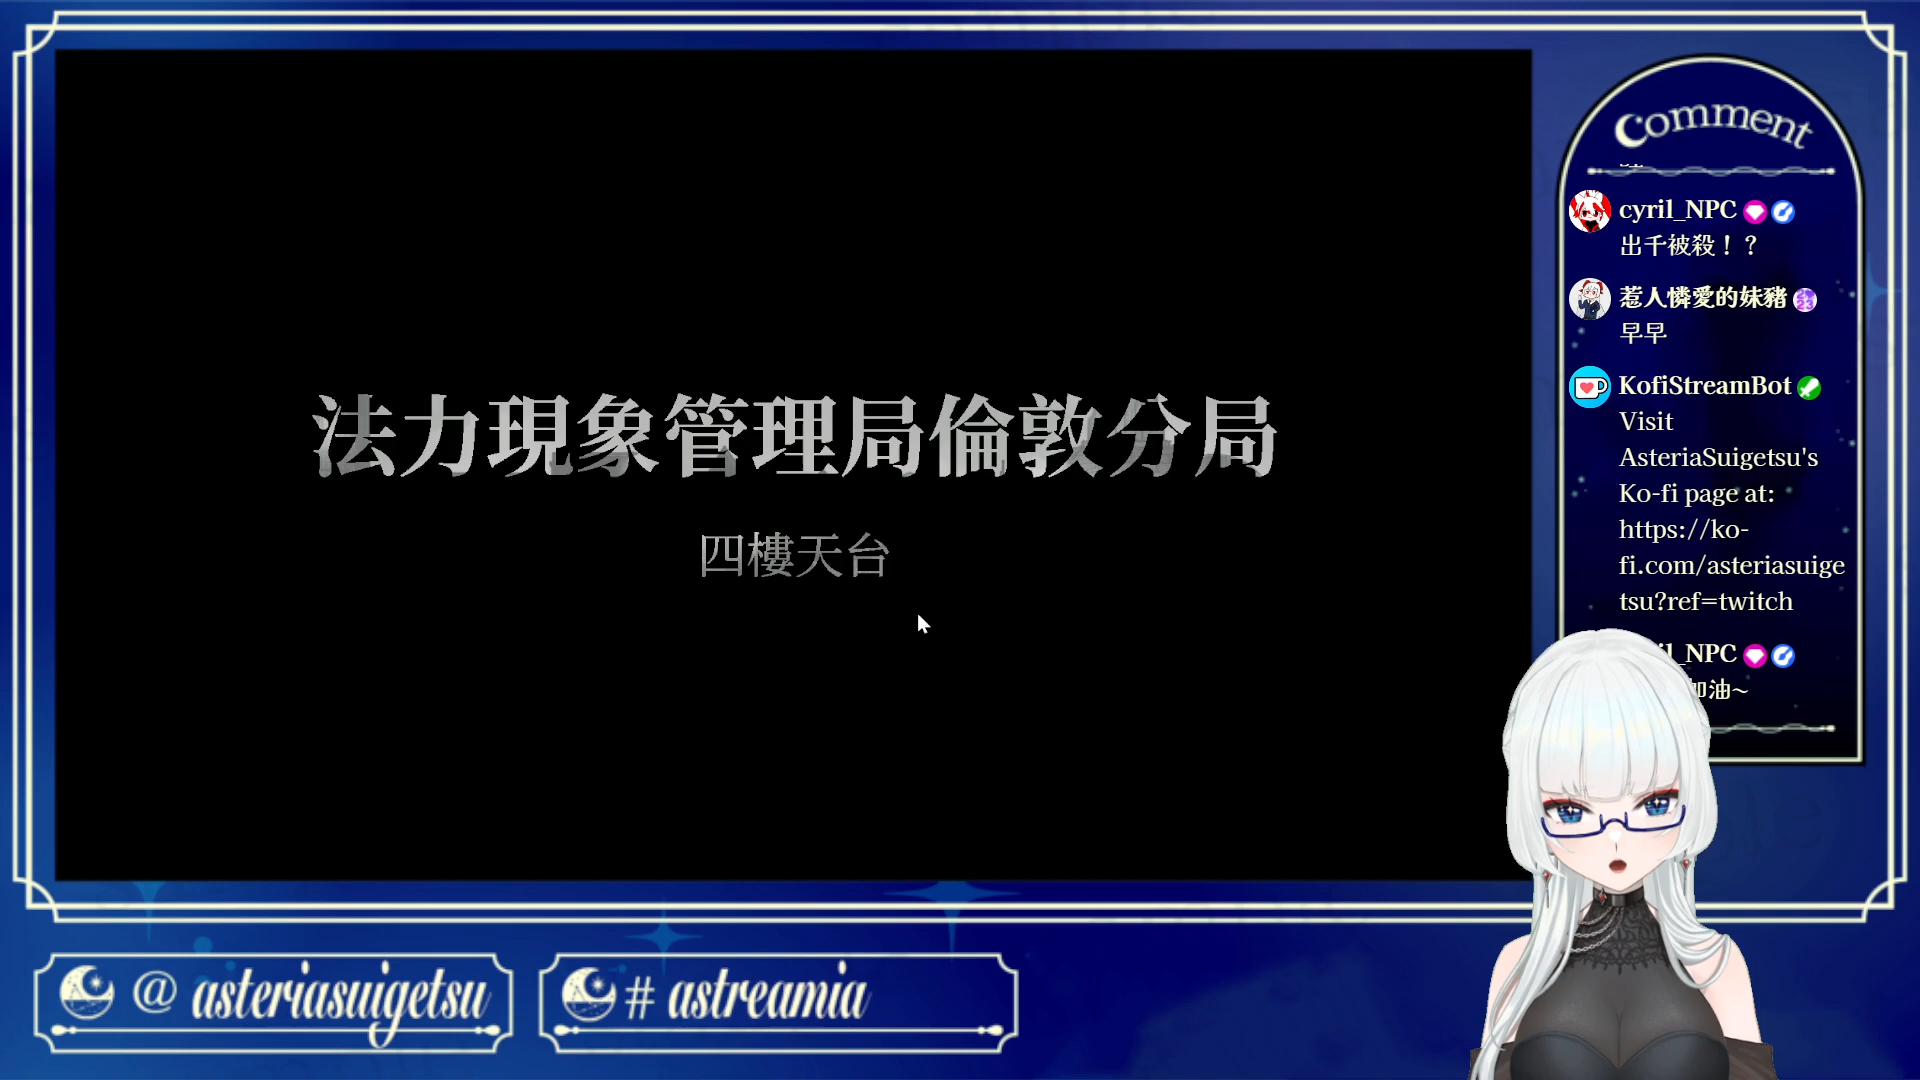 法力現象管理局倫敦分局
四樓天台
Comment
cyril_NPC
出千被殺！？
惹人憐愛的妹豬
早早
KofiStreamBot
Visit
AsteriaSuigetsu's
Ko-fi page at:
https://ko-
fi.com/asteriasuige
tsu?ref=twitch
_NPC
加油~
@ asteriasuigetsu
# astreamia